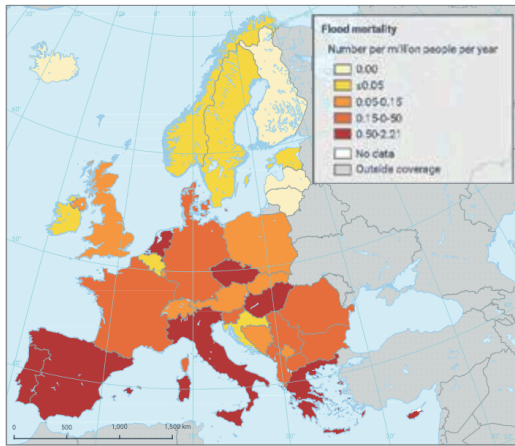 Flood mortality
Number per million people per year
0.00
≤0.05
0.05-0.15
0.15-0-50
0.50-2.21
No data
Outside coverage
0 500 1,000 1,500 km